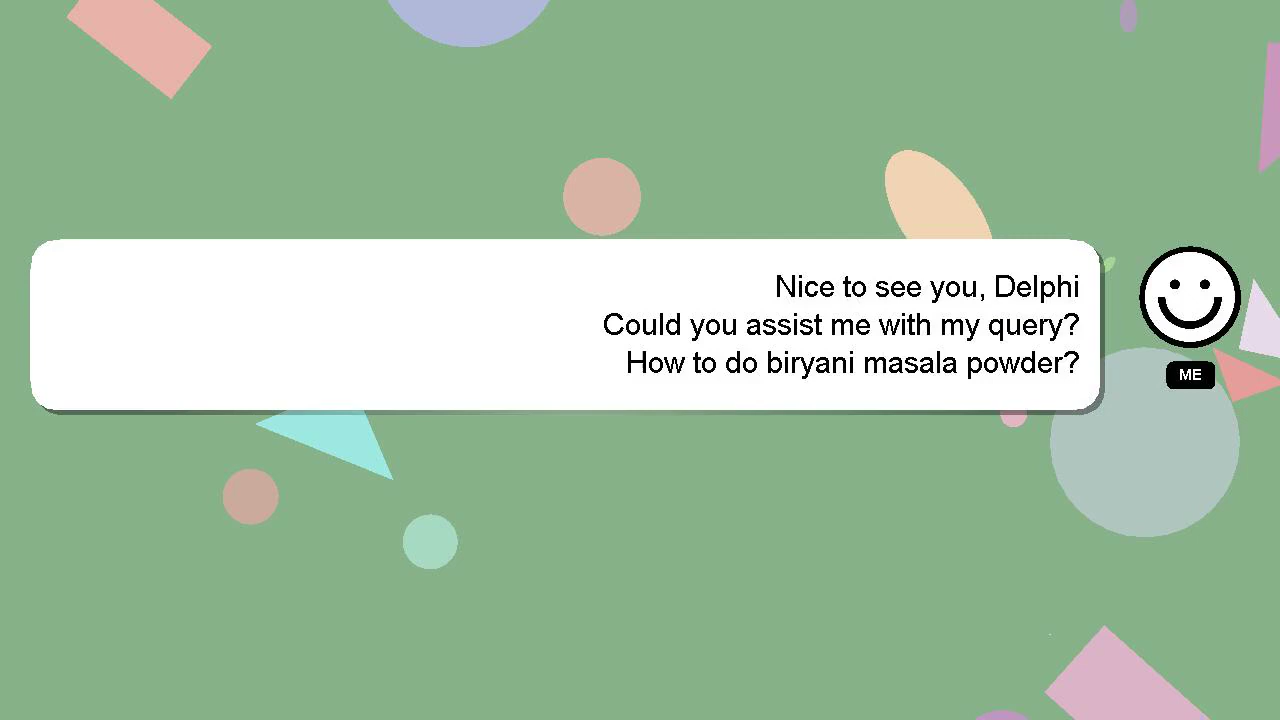 Nice to see you, Delphi
Could you assist me with my query?
How to do biryani masala powder?
ME